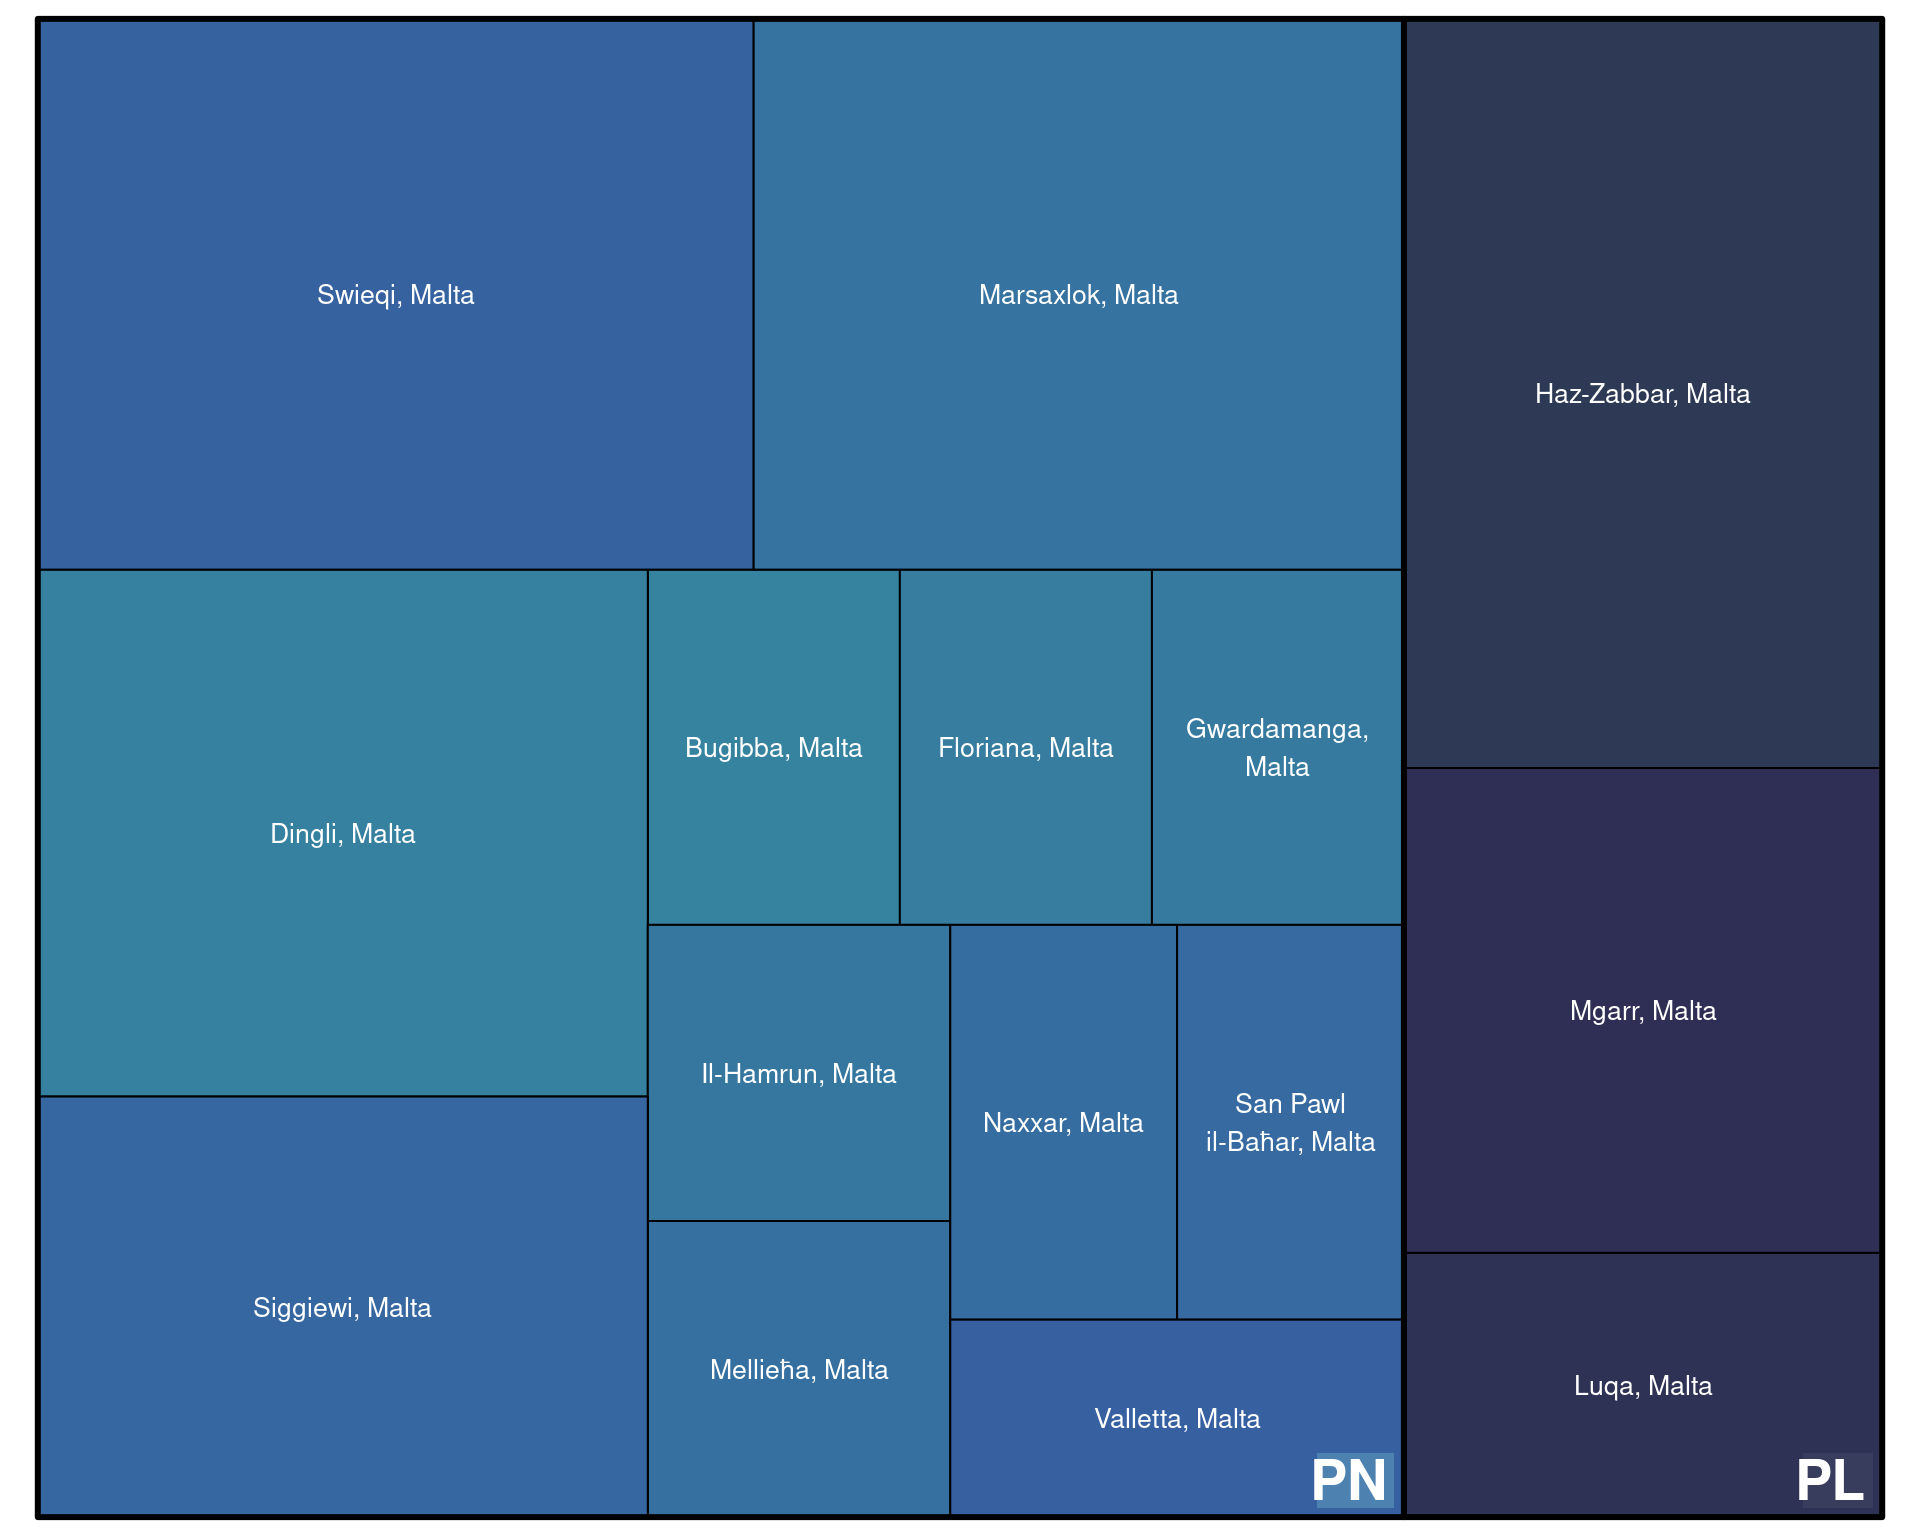 Swieqi, Malta
Marsaxlok, Malta
Haz-Zabbar, Malta
Dingli, Malta
Bugibba, Malta
Floriana, Malta
Gwardamanga,
Malta
Mgarr, Malta
Il-Hamrun, Malta
Naxxar, Malta
San Pawl
il-Baħar, Malta
Siggiewi, Malta
Mellieħa, Malta
Valletta, Malta
Luqa, Malta
PN
PL